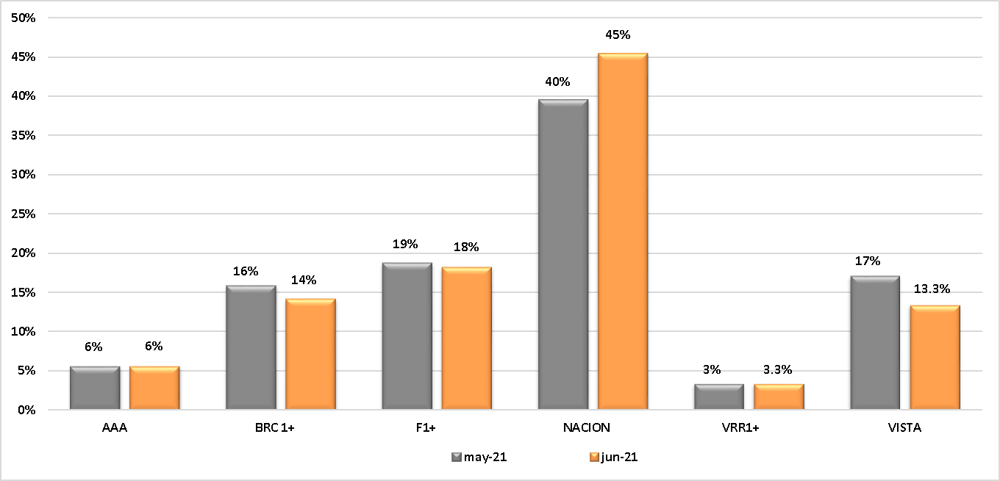 50%
45%
40%
35%
30%
25%
20%
15%
10%
5%
0%
6%
6%
16%
14%
19%
18%
40%
45%
3%
3.3%
17%
13.3%
AAA
BRC 1+
F1+
NACION
VRR1+
VISTA
may-21
jun-21